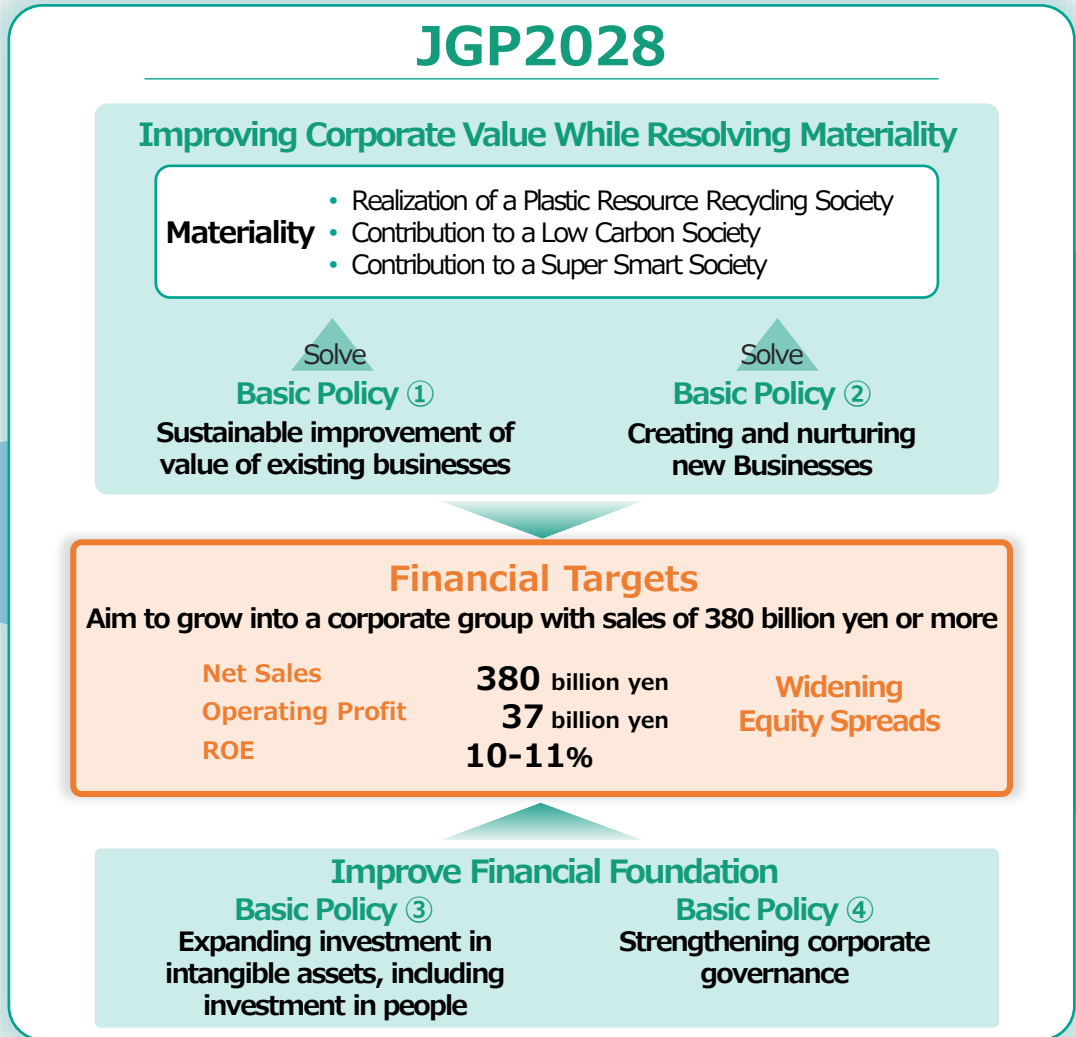 JGP2028
Improving Corporate Value While Resolving Materiality
Materiality
• Realization of a Plastic Resource Recycling Society
• Contribution to a Low Carbon Society
• Contribution to a Super Smart Society
Solve
Basic Policy ①
Sustainable improvement of
value of existing businesses
Solve
Basic Policy ②
Creating and nurturing
new Businesses
Financial Targets
Aim to grow into a corporate group with sales of 380 billion yen or more
Net Sales 380 billion yen
Operating Profit 37 billion yen
ROE 10-11%
Widening
Equity Spreads
Improve Financial Foundation
Basic Policy ③
Expanding investment in
intangible assets, including
investment in people
Basic Policy ④
Strengthening corporate
governance